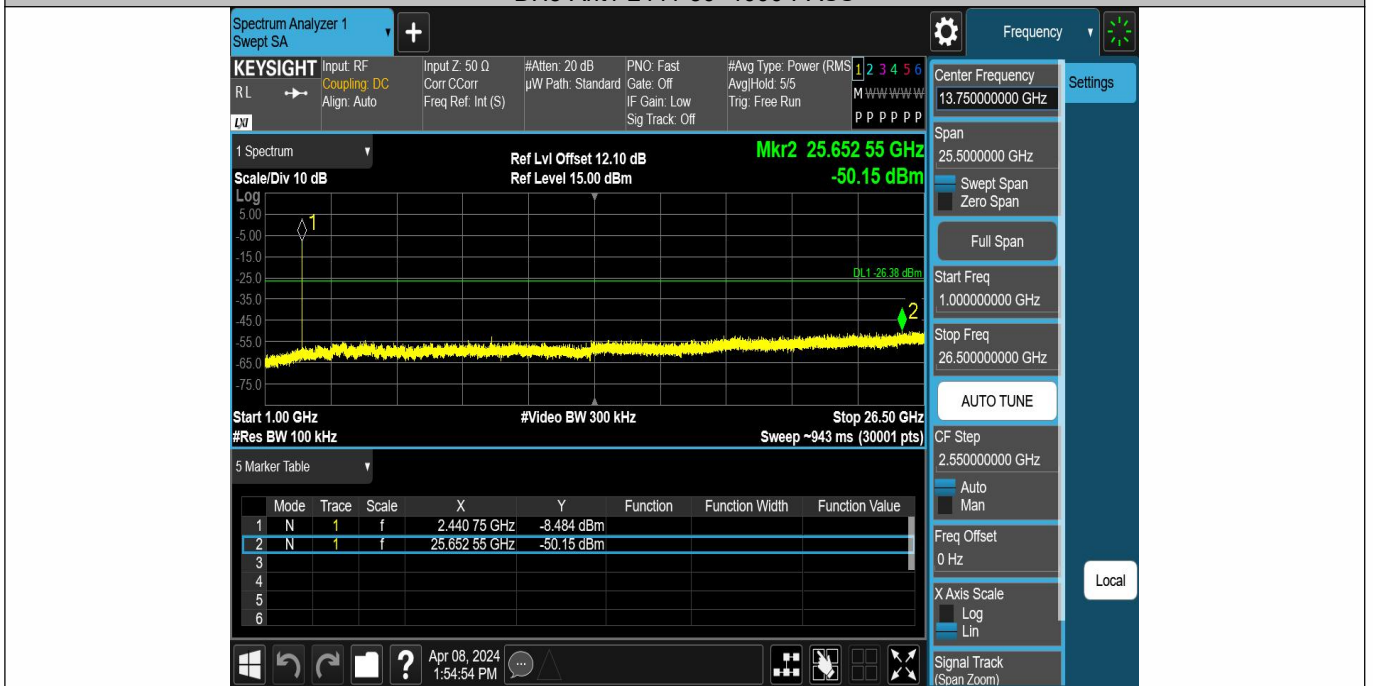 Spectrum Analyzer 1
Swept SA
Frequency
KEYSIGHT
RL
LXI
Input: RF
Coupling: DC
Align: Auto
Input Z: 50 Ω
Corr CCorr
Freq Ref: Int (S)
#Atten: 20 dB
µW Path: Standard
PNO: Fast
Gate: Off
IF Gain: Low
Sig Track: Off
#Avg Type: Power (RMS
Avg|Hold: 5/5
Trig: Free Run
1 2 3 4 5 6
M W W W W W
P P P P P P
Center Frequency
13.750000000 GHz
Settings
Span
25.5000000 GHz
Swept Span
Zero Span
Full Span
Start Freq
1.000000000 GHz
Stop Freq
26.500000000 GHz
AUTO TUNE
CF Step
2.550000000 GHz
Auto
Man
Freq Offset
0 Hz
X Axis Scale
Log
Lin
Signal Track
(Span Zoom)
Local
1 Spectrum
Scale/Div 10 dB
Ref Lvl Offset 12.10 dB
Ref Level 15.00 dBm
Mkr2 25.652 55 GHz
-50.15 dBm
Log
5.00
-5.00
-15.0
-25.0
-35.0
-45.0
-55.0
-65.0
-75.0
1
DL1 -26.38 dBm
2
Start 1.00 GHz
#Video BW 300 kHz
Stop 26.50 GHz
#Res BW 100 kHz
Sweep ~943 ms (30001 pts)
5 Marker Table
Mode Trace Scale X Y Function Function Width Function Value
1 N 1 f 2.440 75 GHz -8.484 dBm
2 N 1 f 25.652 55 GHz -50.15 dBm
3
4
5
6
?
Apr 08, 2024
1:54:54 PM